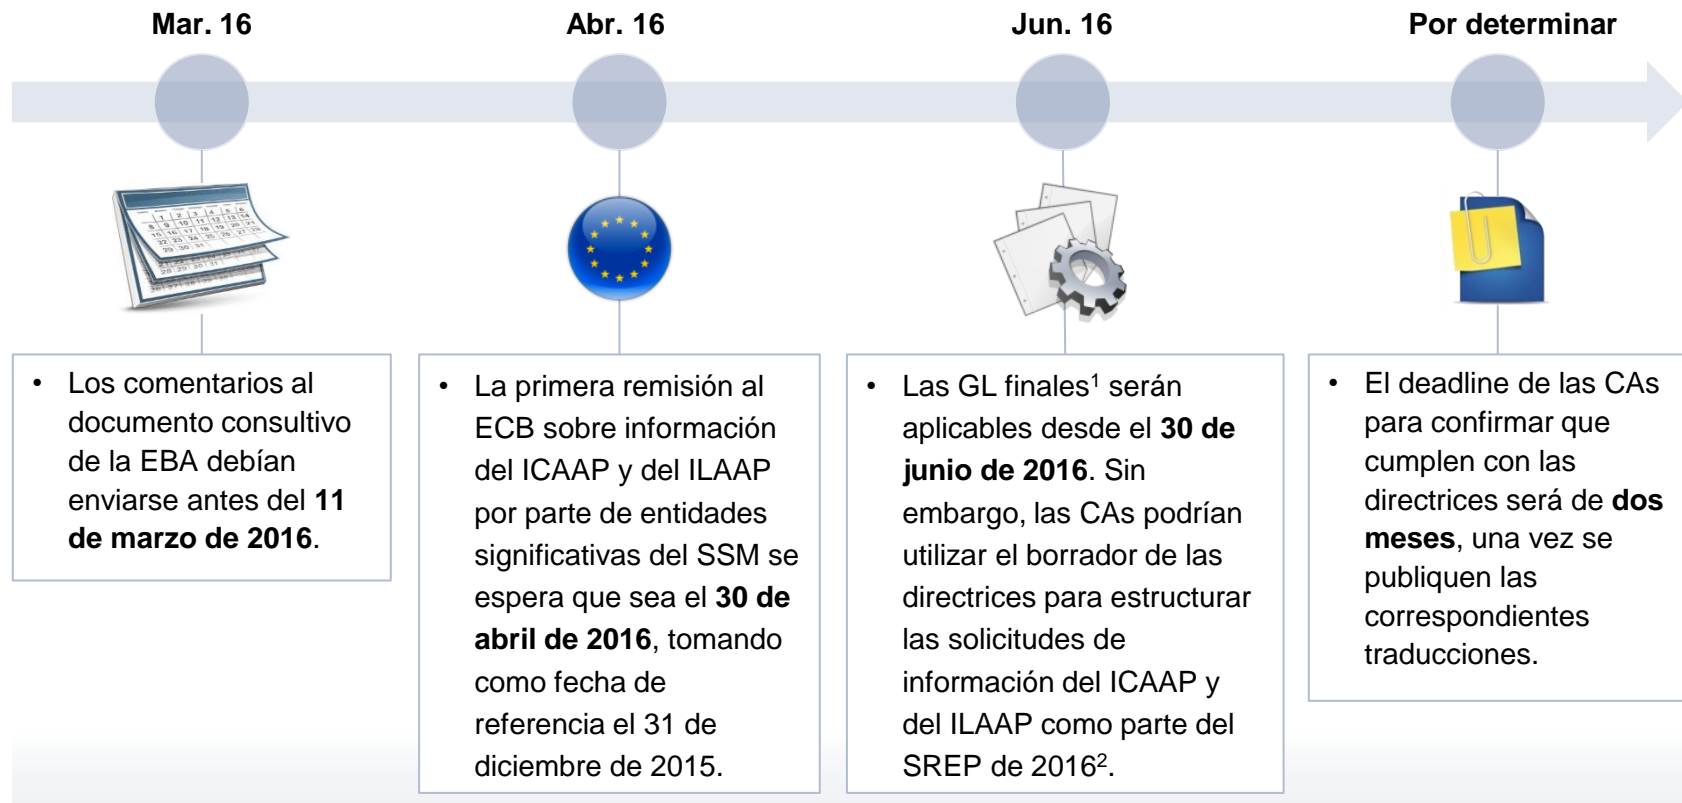 Mar. 16
Abr. 16
Jun. 16
Por determinar
• Los comentarios al
documento consultivo
de la EBA debían
enviarse antes del 11
de marzo de 2016.
• La primera remisión al
ECB sobre información
del ICAAP y del ILAAP
por parte de entidades
significativas del SSM se
espera que sea el 30 de
abril de 2016, tomando
como fecha de
referencia el 31 de
diciembre de 2015.
• Las GL finales¹ serán
aplicables desde el 30 de
junio de 2016. Sin
embargo, las CAs podrían
utilizar el borrador de las
directrices para estructurar
las solicitudes de
información del ICAAP y
del ILAAP como parte del
SREP de 2016².
• El deadline de las CAs
para confirmar que
cumplen con las
directrices será de dos
meses, una vez se
publiquen las
correspondientes
traducciones.